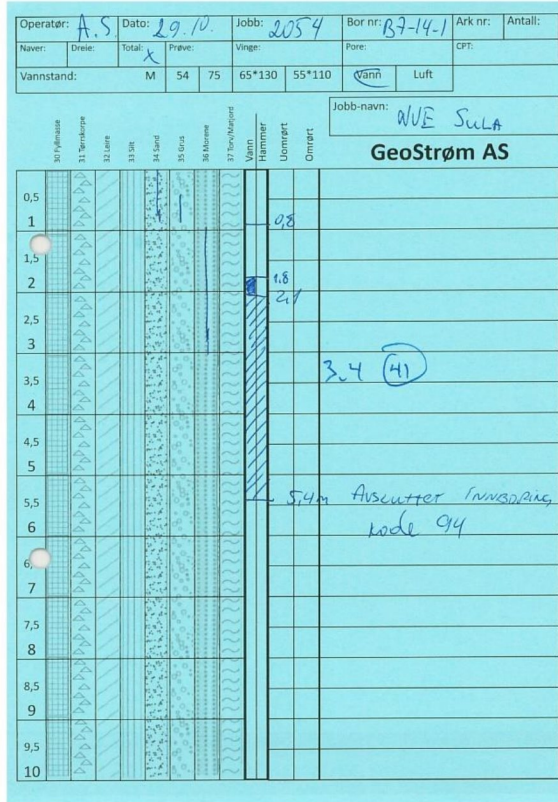 Operatør: A.S. Dato: 29.10. Jobb: 2054 Bor nr: B7-14-1 Ark nr: Antall:
Naver: Dreie: Total: x Prøve: Vinge: Pore: CPT:
Vannstand: M 54 75 65*130 55*110 Vann Luft
Jobb-navn: NVE SULA
GeoStrøm AS
30 Fyllmasse
31 Tørrskorpe
32 Leire
33 Silt
34 Sand
35 Grus
36 Morene
37 Torv/Matjord
Vann
Hammer
Uomrørt
Omrørt
0,5
1 0,8
1,5
2 1.8
2,1
2,5
3
3,5 3.4 41
4
4,5
5
5,5 5,4m AVSLUTTER INNBORING
6 kode 94
6,
7
7,5
8
8,5
9
9,5
10